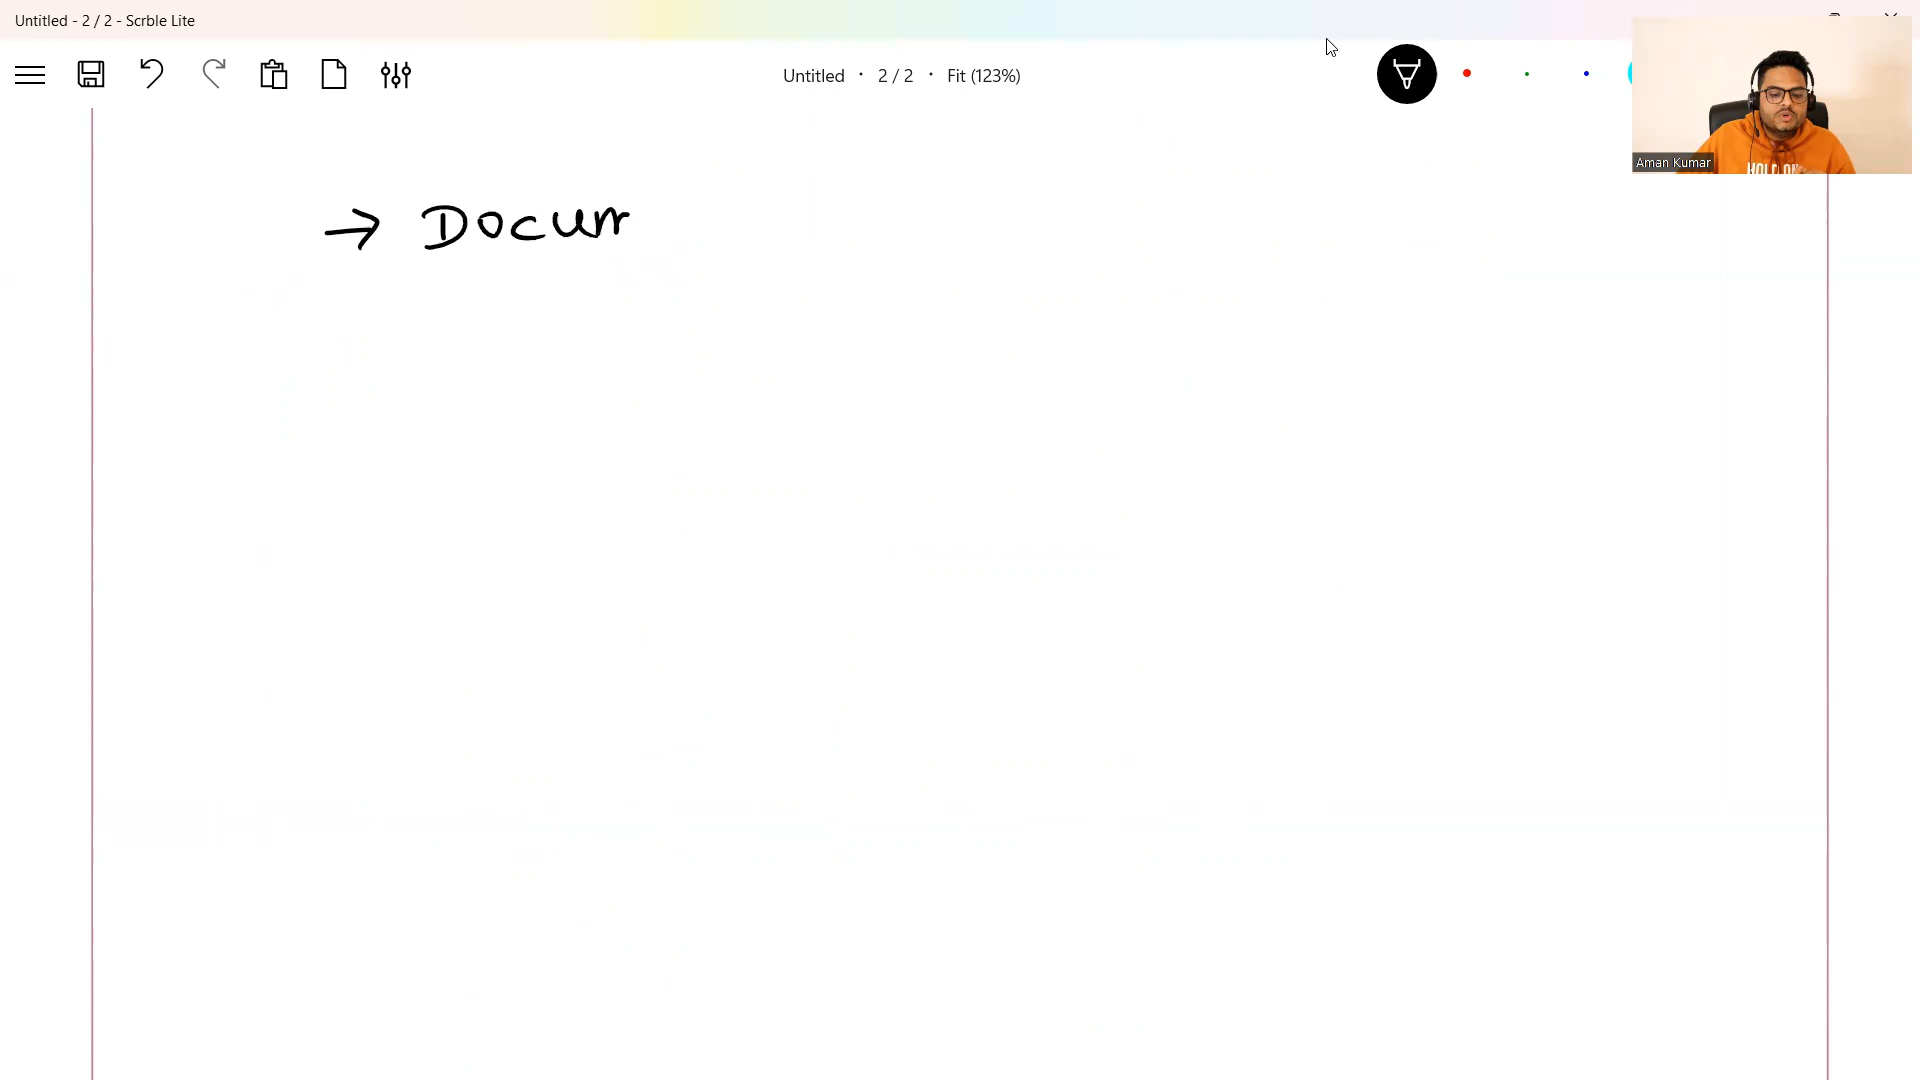 Untitled - 2 / 2 - Scrble Lite
Untitled • 2 / 2 • Fit (123%)
Aman Kumar
→ Docum